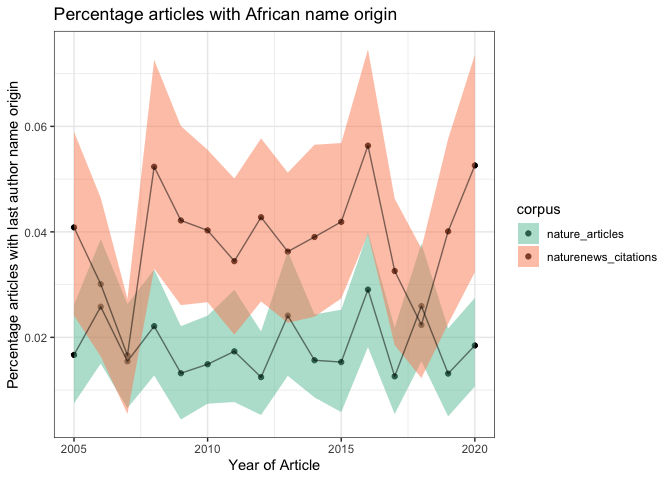 Percentage articles with African name origin
Percentage articles with last author name origin
0.06
0.04
0.02
2005
2010
2015
2020
Year of Article
corpus
nature_articles
naturenews_citations